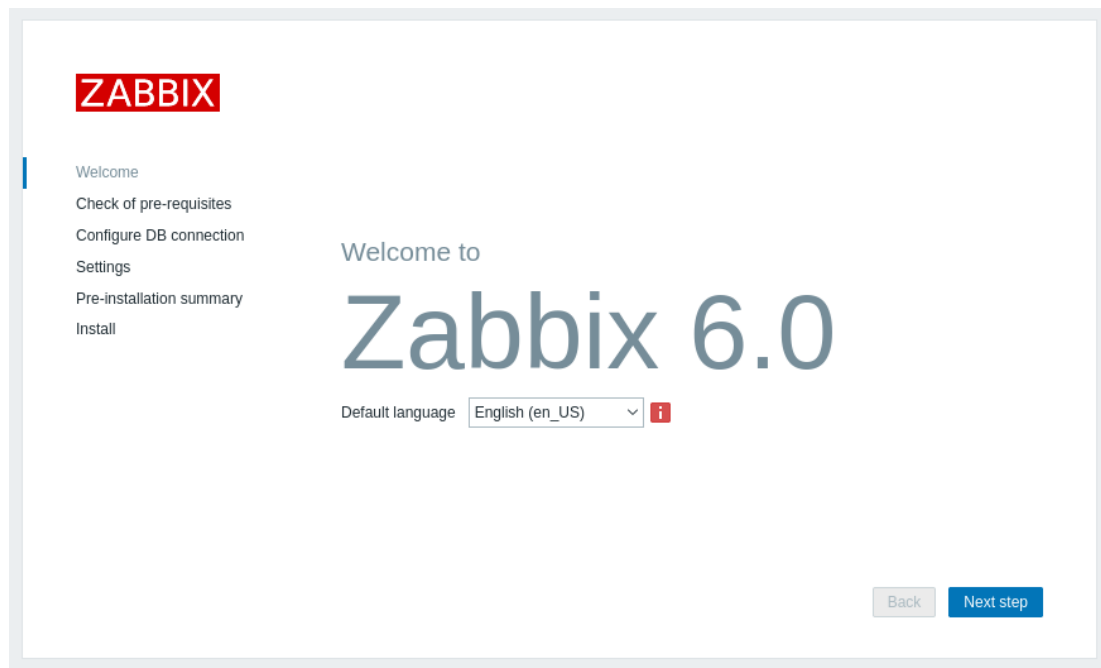 ZABBIX
Welcome
Check of pre-requisites
Configure DB connection
Settings
Pre-installation summary
Install
Welcome to
Zabbix 6.0
Default language English (en_US) i
Back Next step